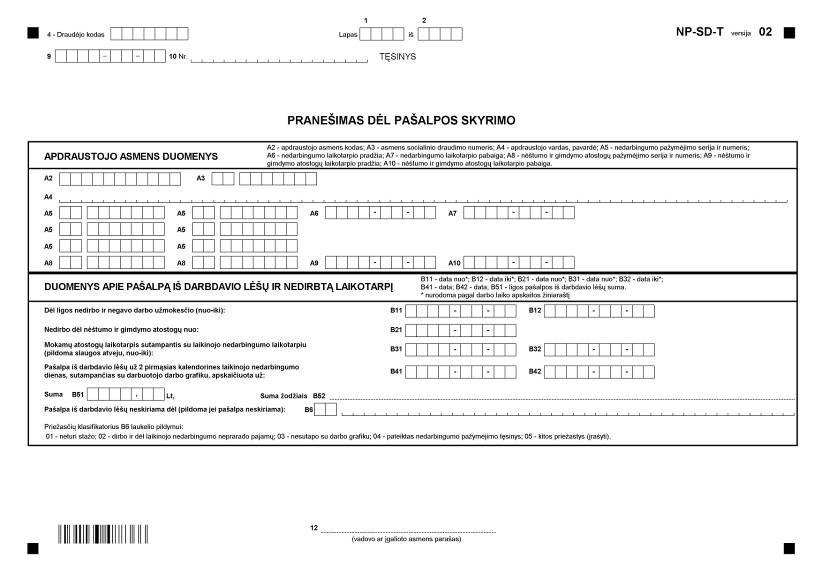 1 2
4 - Draudėjo kodas Lapas iš NP-SD-T versija 02
9 - - 10 Nr. TĘSINYS
PRANEŠIMAS DĖL PAŠALPOS SKYRIMO
APDRAUSTOJO ASMENS DUOMENYS
A2 - apdraustojo asmens kodas; A3 - asmens socialinio draudimo numeris; A4 - apdraustojo vardas, pavardė; A5 - nedarbingumo pažymėjimo serija ir numeris;
A6 - nedarbingumo laikotarpio pradžia; A7 - nedarbingumo laikotarpio pabaiga; A8 - nėštumo ir gimdymo atostogų pažymėjimo serija ir numeris; A9 - nėštumo ir
gimdymo atostogų laikotarpio pradžia; A10 - nėštumo ir gimdymo atostogų laikotarpio pabaiga.
A2 A3
A4
A5 A5 A6 - - A7 - -
A5 A5
A5 A5
A8 A8 A9 - - A10 - -
DUOMENYS APIE PAŠALPĄ IŠ DARBDAVIO LĖŠŲ IR NEDIRBTĄ LAIKOTARPĮ
B11 - data nuo*; B12 - data iki*; B21 - data nuo*; B31 - data nuo*; B32 - data iki*;
B41 - data; B42 - data; B51 - ligos pašalpos iš darbdavio lėšų suma.
* nurodoma pagal darbo laiko apskaitos žiniaraštį
Dėl ligos nedirbo ir negavo darbo užmokesčio (nuo-iki): B11 - - B12 - -
Nedirbo dėl nėštumo ir gimdymo atostogų nuo: B21 - -
Mokamų atostogų laikotarpis sutampantis su laikinojo nedarbingumo laikotarpiu
(pildoma slaugos atveju, nuo-iki): B31 - - B32 - -
Pašalpa iš darbdavio lėšų už 2 pirmąsias kalendorines laikinojo nedarbingumo
dienas, sutampančias su darbuotojo darbo grafiku, apskaičiuota už: B41 - - B42 - -
Suma B51 , Lt, Suma žodžiais B52
Pašalpa iš darbdavio lėšų neskiriama dėl (pildoma jei pašalpa neskiriama): B6
Priežasčių klasifikatorius B6 laukelio pildymui:
01 - neturi stažo; 02 - dirbo ir dėl laikinojo nedarbingumo neprarado pajamų; 03 - nesutapo su darbo grafiku; 04 - pateiktas nedarbingumo pažymėjimo tęsinys; 05 - kitos priežastys (įrašyti).
12
(vadovo ar įgalioto asmens parašas)